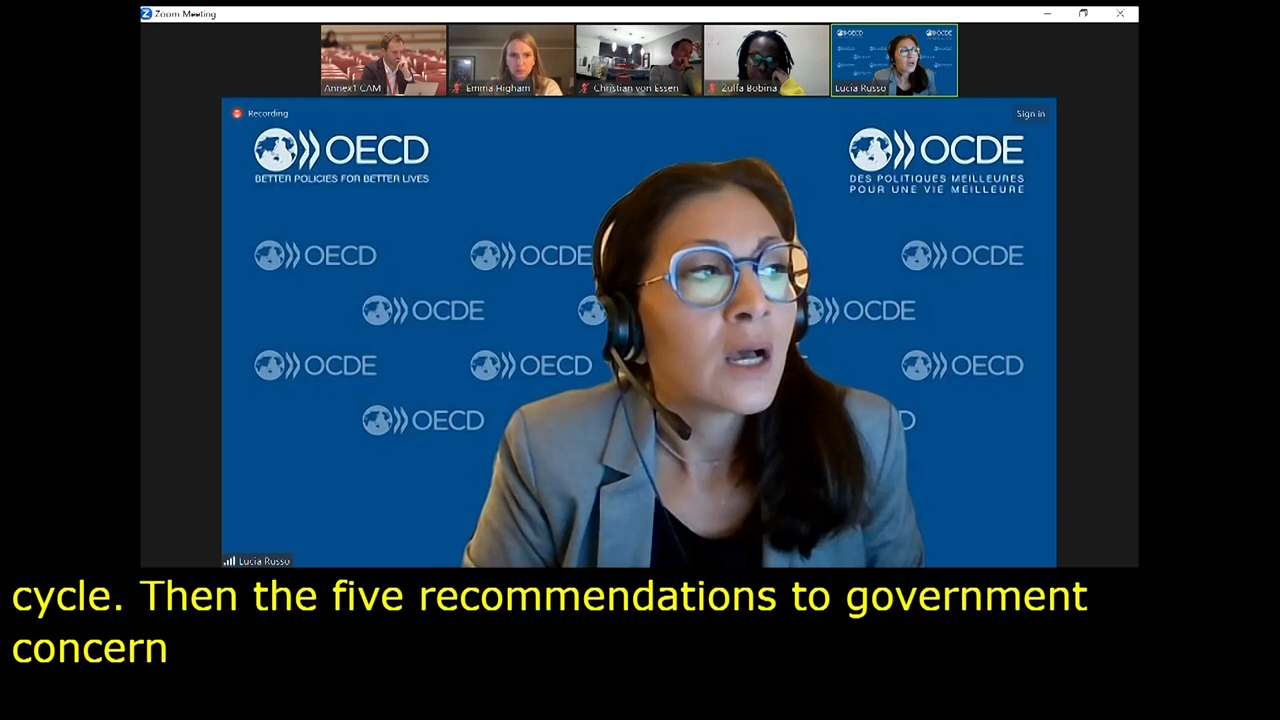 Zoom Meeting
Annex1 CAM
Emma Higham
Christian von Essen
Zulfa Bobina
Lucia Russo
Recording
Sign in
OECD
BETTER POLICIES FOR BETTER LIVES
OCDE
DES POLITIQUES MEILLEURES
POUR UNE VIE MEILLEURE
OECD
OECD
OCDE
OCDE
OCDE
OCDE
OECD
OCDE
OECD
Lucia Russo
cycle. Then the five recommendations to government
concern